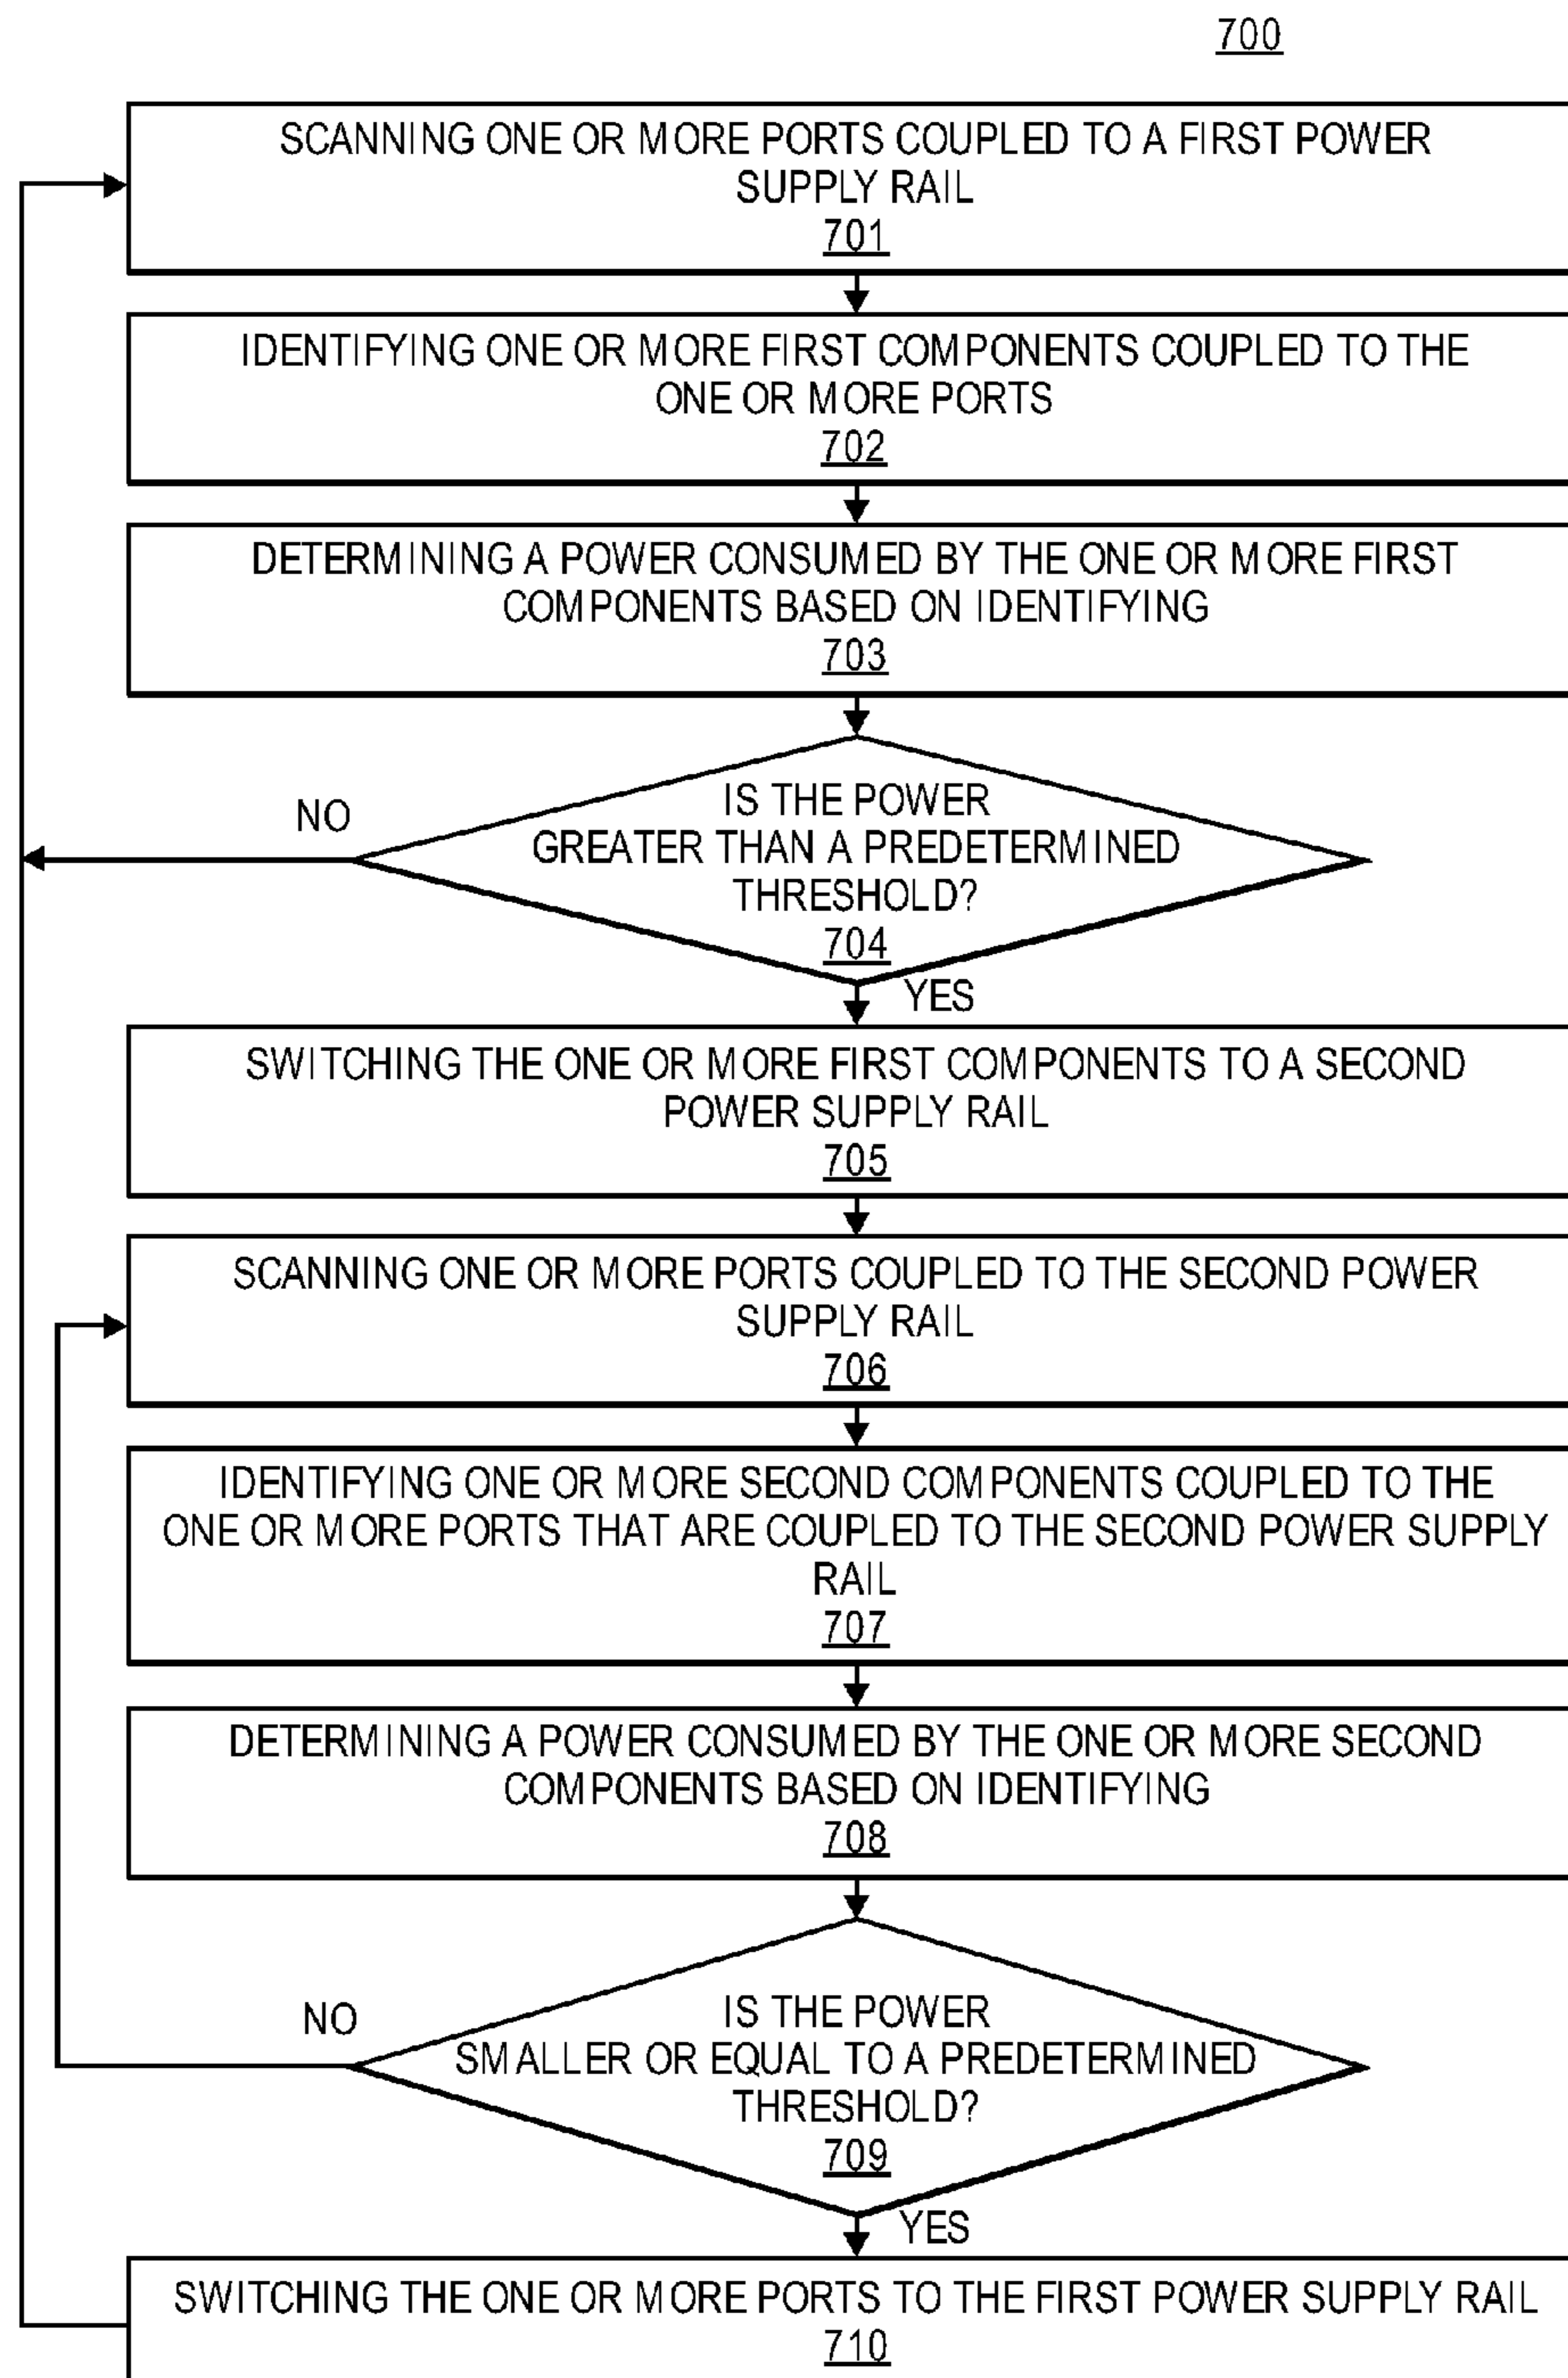 700
SCANNING ONE OR MORE PORTS COUPLED TO A FIRST POWER
SUPPLY RAIL
701
IDENTIFYING ONE OR MORE FIRST COMPONENTS COUPLED TO THE
ONE OR MORE PORTS
702
DETERMINING A POWER CONSUMED BY THE ONE OR MORE FIRST
COMPONENTS BASED ON IDENTIFYING
703
IS THE POWER
GREATER THAN A PREDETERMINED
THRESHOLD?
704
NO
YES
SWITCHING THE ONE OR MORE FIRST COMPONENTS TO A SECOND
POWER SUPPLY RAIL
705
SCANNING ONE OR MORE PORTS COUPLED TO THE SECOND POWER
SUPPLY RAIL
706
IDENTIFYING ONE OR MORE SECOND COMPONENTS COUPLED TO THE
ONE OR MORE PORTS THAT ARE COUPLED TO THE SECOND POWER SUPPLY
RAIL
707
DETERMINING A POWER CONSUMED BY THE ONE OR MORE SECOND
COMPONENTS BASED ON IDENTIFYING
708
IS THE POWER
SMALLER OR EQUAL TO A PREDETERMINED
THRESHOLD?
709
NO
YES
SWITCHING THE ONE OR MORE PORTS TO THE FIRST POWER SUPPLY RAIL
710